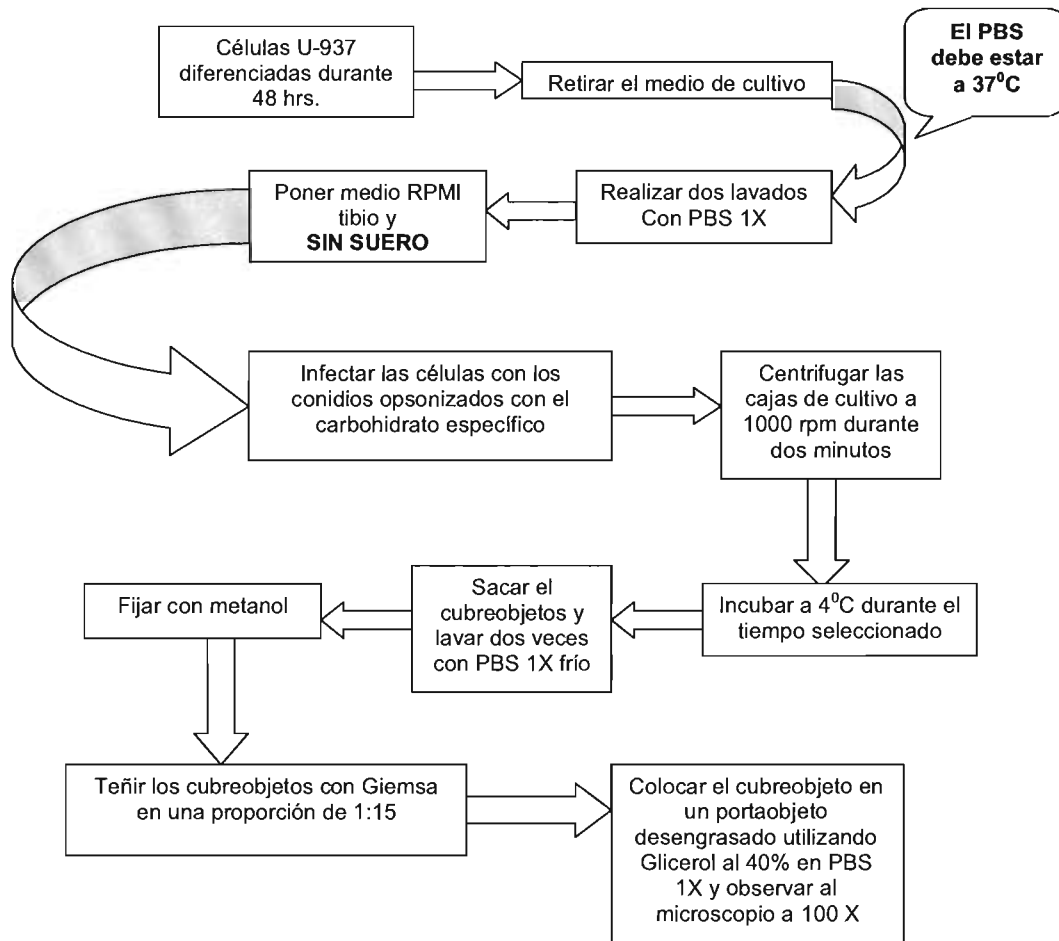 Células U-937
diferenciadas durante
48 hrs.
Retirar el medio de cultivo
El PBS
debe estar
a 37⁰C
Realizar dos lavados
Con PBS 1X
Poner medio RPMI
tibio y
SIN SUERO
Infectar las células con los
conidios opsonizados con el
carbohidrato específico
Centrifugar las
cajas de cultivo a
1000 rpm durante
dos minutos
Incubar a 4⁰C durante el
tiempo seleccionado
Sacar el
cubreobjetos y
lavar dos veces
con PBS 1X frío
Fijar con metanol
Teñir los cubreobjetos con Giemsa
en una proporción de 1:15
Colocar el cubreobjeto en
un portaobjeto
desengrasado utilizando
Glicerol al 40% en PBS
1X y observar al
microscopio a 100 X